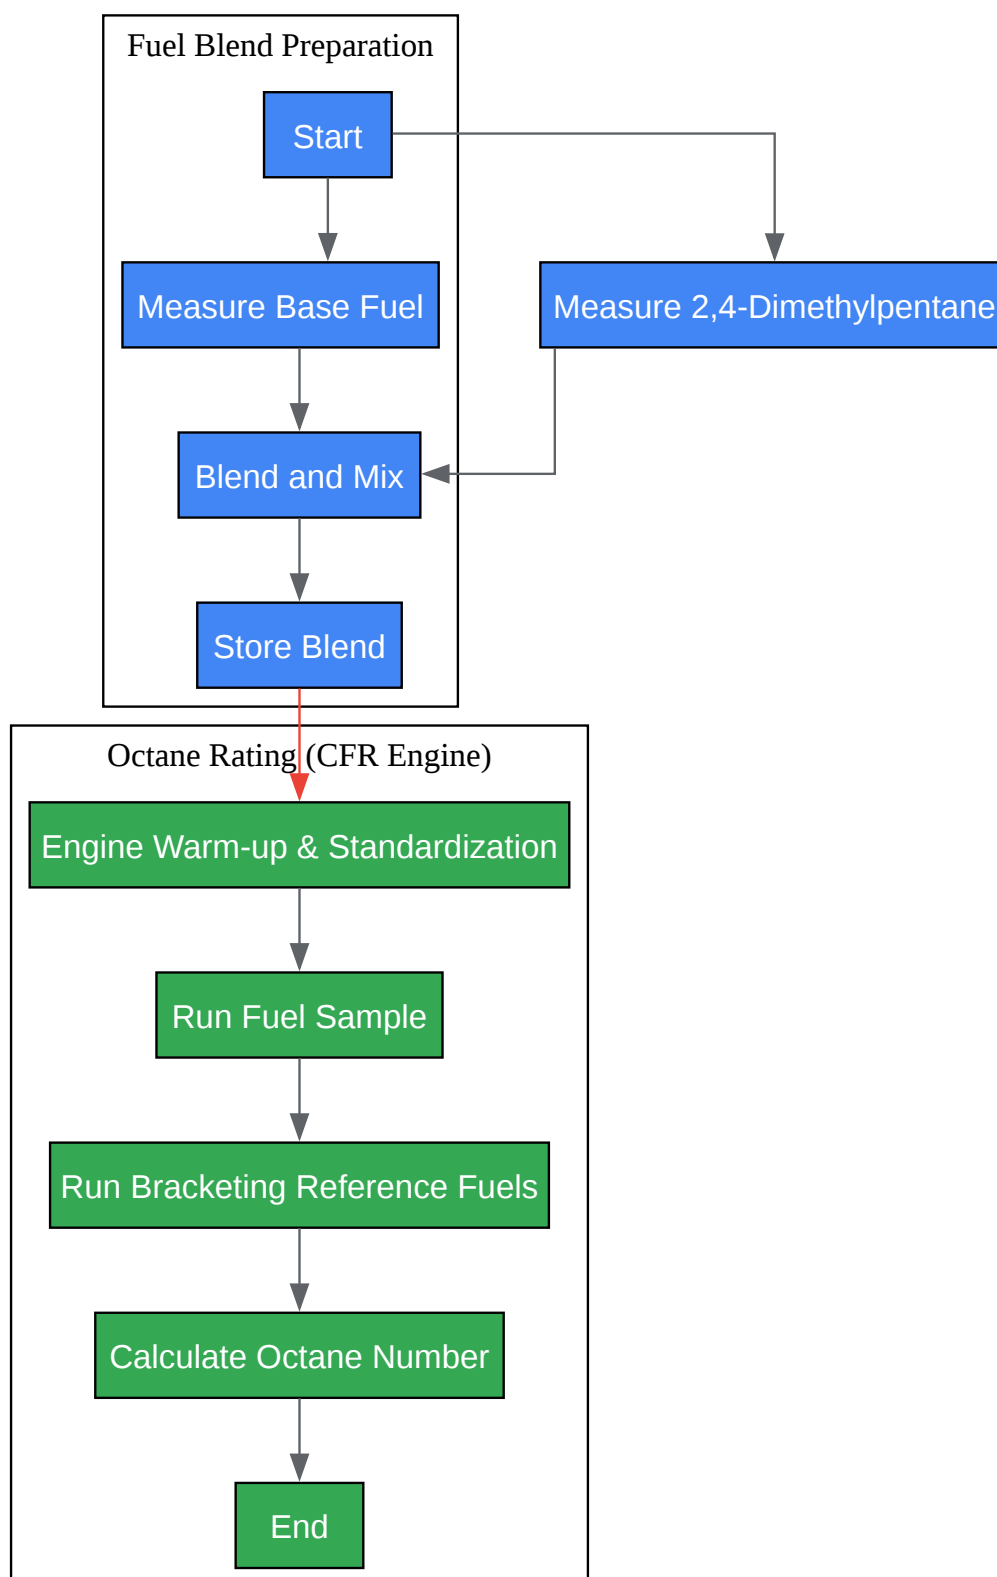 Fuel Blend Preparation
Start
Measure Base Fuel
Measure 2,4-Dimethylpentane
Blend and Mix
Store Blend
Octane Rating (CFR Engine)
Engine Warm-up & Standardization
Run Fuel Sample
Run Bracketing Reference Fuels
Calculate Octane Number
End